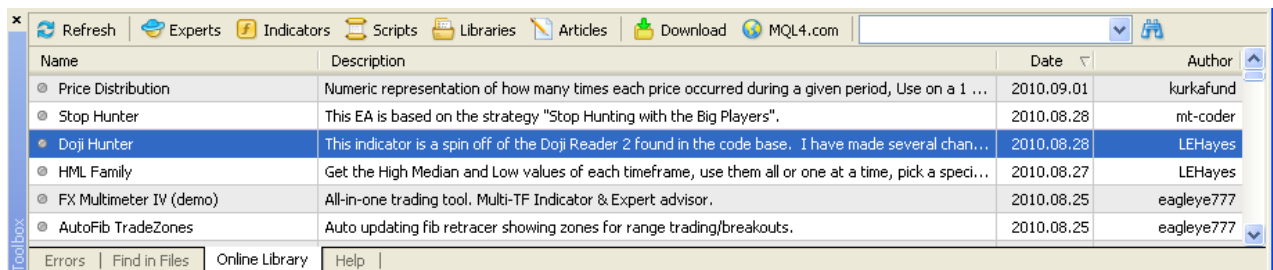 Refresh Experts Indicators Scripts Libraries Articles Download MQL4.com
Name Description Date Author
Price Distribution Numeric representation of how many times each price occurred during a given period, Use on a 1 ... 2010.09.01 kurkafund
Stop Hunter This EA is based on the strategy "Stop Hunting with the Big Players". 2010.08.28 mt-coder
Doji Hunter This indicator is a spin off of the Doji Reader 2 found in the code base. I have made several chan... 2010.08.28 LEHayes
HML Family Get the High Median and Low values of each timeframe, use them all or one at a time, pick a speci... 2010.08.27 LEHayes
FX Multimeter IV (demo) All-in-one trading tool. Multi-TF Indicator & Expert advisor. 2010.08.25 eagleye777
AutoFib TradeZones Auto updating fib retracer showing zones for range trading/breakouts. 2010.08.25 eagleye777
Toolbox
Errors Find in Files Online Library Help